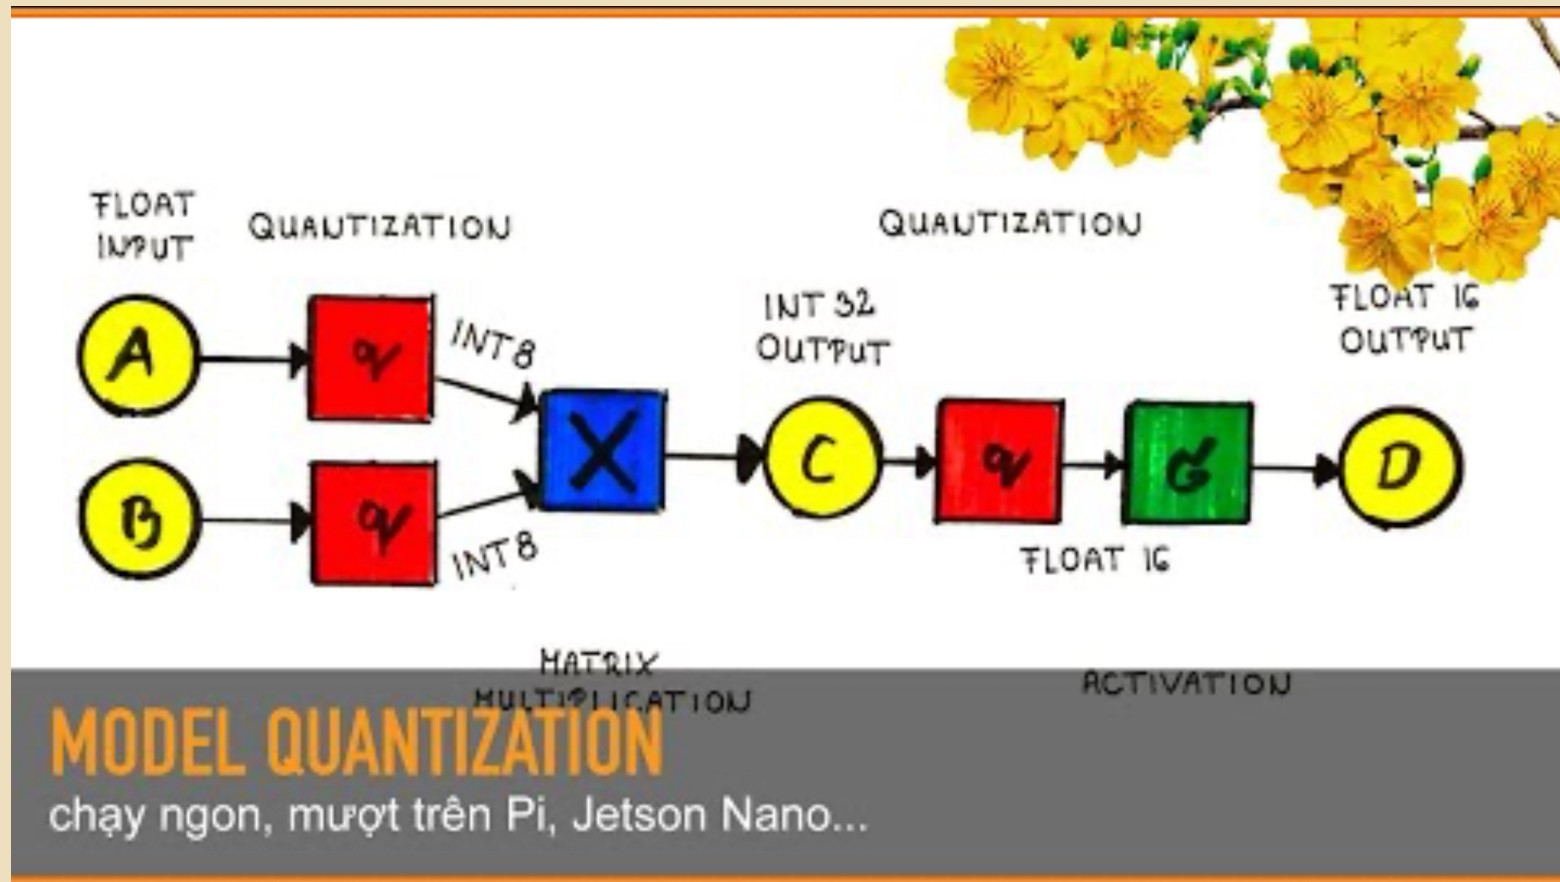 FLOAT
INPUT
QUANTIZATION
QUANTIZATION
INT 32
OUTPUT
FLOAT 16
OUTPUT
A
q
INT8
X
C
q
G
D
B
q
INT8
FLOAT 16
MATRIX
MULTIPLICATION
ACTIVATION
MODEL QUANTIZATION
chạy ngon, mượt trên Pi, Jetson Nano...